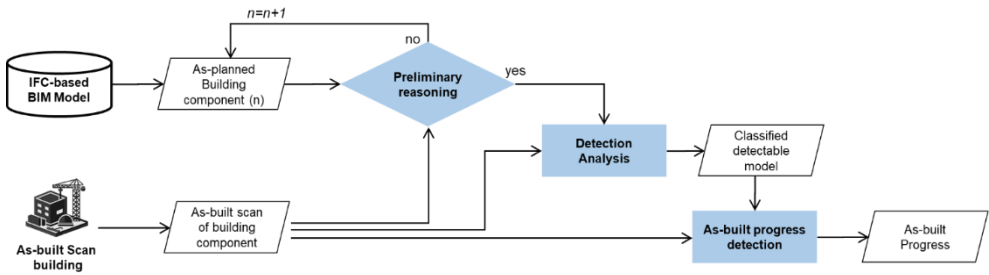 n=n+1
no
IFC-based
BIM Model
As-planned
Building
component (n)
Preliminary
reasoning
yes
Detection
Analysis
Classified
detectable
model
As-built Scan
building
As-built scan
of building
component
As-built progress
detection
As-built
Progress